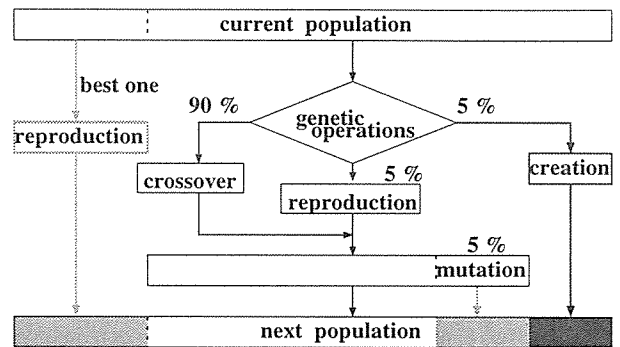 current population
best one
90 %
5 %
genetic
operations
reproduction
crossover
5 %
creation
reproduction
5 %
mutation
next population